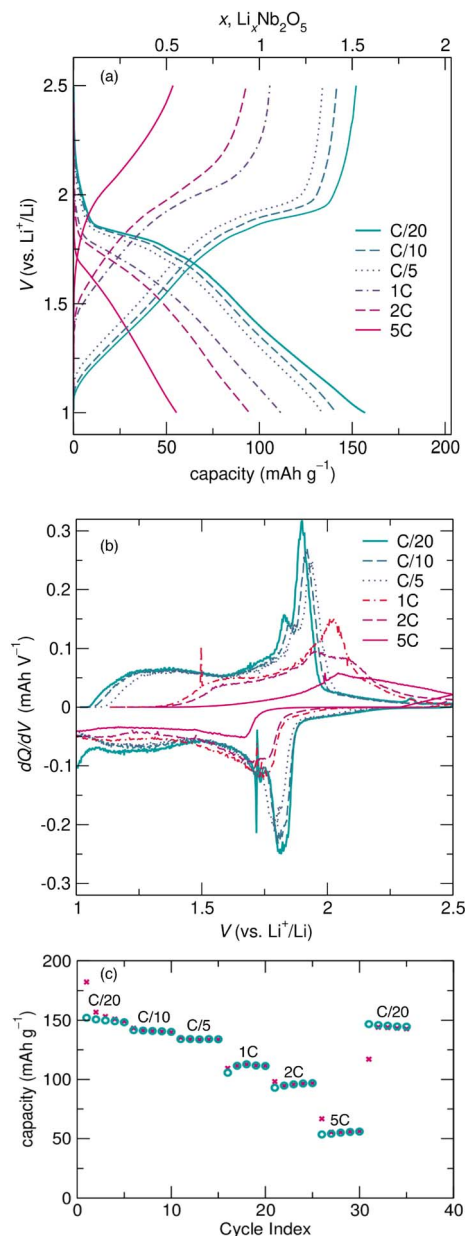 x, LiₓNb₂O₅
0 0.5 1 1.5 2
(a)
2.5
2
1.5
1
V (vs. Li⁺/Li)
C/20
C/10
C/5
1C
2C
5C
0 50 100 150 200
capacity (mAh g⁻¹)
(b)
0.3
0.2
0.1
0
-0.1
-0.2
-0.3
dQ/dV (mAh V⁻¹)
C/20
C/10
C/5
1C
2C
5C
1 1.5 2 2.5
V (vs. Li⁺/Li)
200
150
100
50
0
capacity (mAh g⁻¹)
C/20
C/10
C/5
1C
2C
5C
C/20
(c)
0 10 20 30 40
Cycle Index